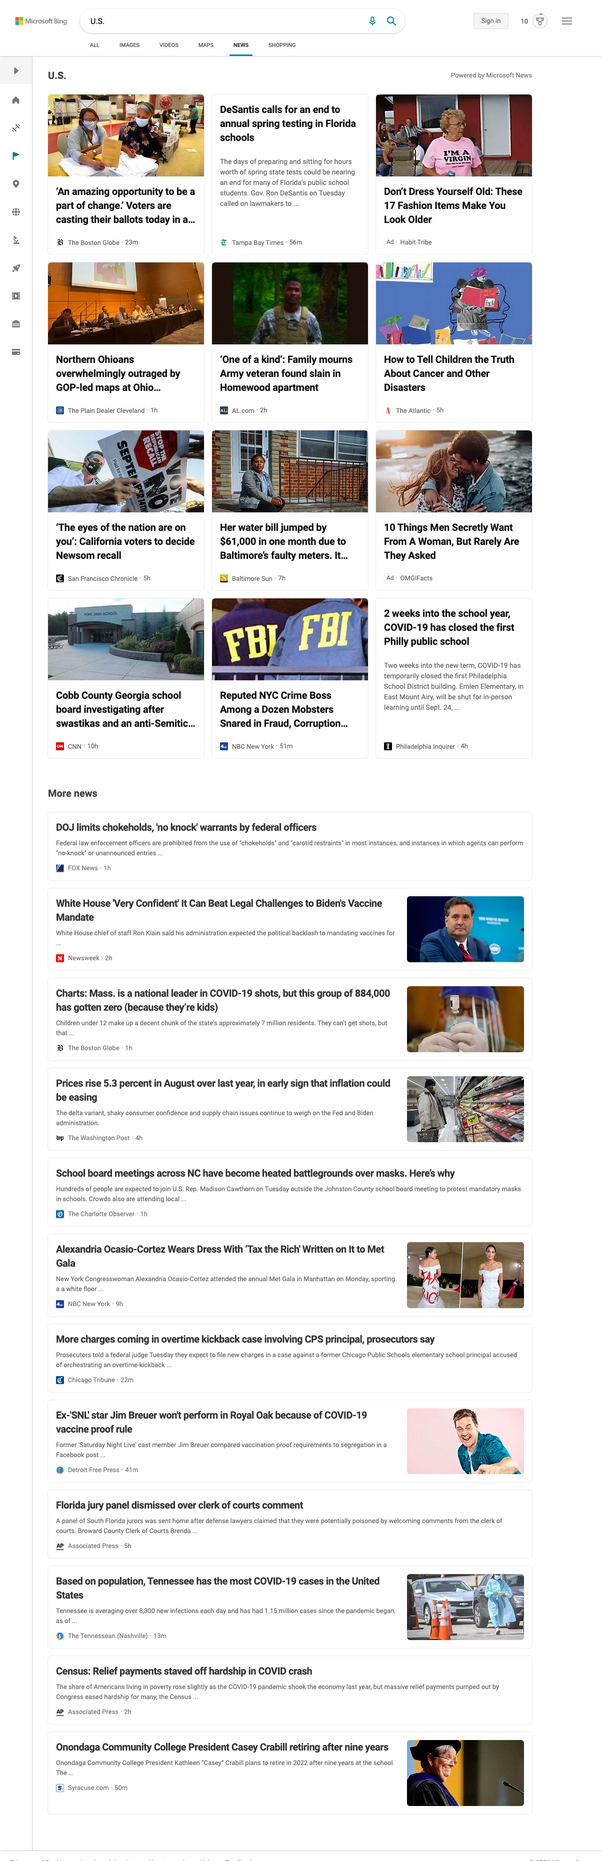 Microsoft Bing
U.S.
Sign in
10
ALL
IMAGES
VIDEOS
MAPS
NEWS
SHOPPING
U.S.
Powered by Microsoft News
‘An amazing opportunity to be a
part of change.’ Voters are
casting their ballots today in a...
The Boston Globe · 23m
DeSantis calls for an end to
annual spring testing in Florida
schools
The days of preparing and sitting for hours
worth of spring state tests could be nearing
an end for many of Florida's public school
students. Gov. Ron DeSantis on Tuesday
called on lawmakers to ...
Tampa Bay Times · 56m
I'M A
VIRGIN
Don't Dress Yourself Old: These
17 Fashion Items Make You
Look Older
Ad Habit Tribe
Northern Ohioans
overwhelmingly outraged by
GOP-led maps at Ohio...
The Plain Dealer Cleveland · 1h
‘One of a kind’: Family mourns
Army veteran found slain in
Homewood apartment
AL.com · 2h
How to Tell Children the Truth
About Cancer and Other
Disasters
The Atlantic · 5h
STOP THE
REPUBLICAN
RECALL
VOTE
NO
SEPTEMBER
‘The eyes of the nation are on
you’: California voters to decide
Newsom recall
San Francisco Chronicle · 5h
Her water bill jumped by
$61,000 in one month due to
Baltimore's faulty meters. It...
Baltimore Sun · 7h
10 Things Men Secretly Want
From A Woman, But Rarely Are
They Asked
Ad OMGIFacts
Cobb County Georgia school
board investigating after
swastikas and an anti-Semitic...
CNN · 10h
FBI
FBI
Reputed NYC Crime Boss
Among a Dozen Mobsters
Snared in Fraud, Corruption...
NBC New York · 51m
2 weeks into the school year,
COVID-19 has closed the first
Philly public school
Two weeks into the new term, COVID-19 has
temporarily closed the first Philadelphia
School District building. Emlen Elementary, in
East Mount Airy, will be shut for in-person
learning until Sept. 24, ...
Philadelphia Inquirer · 4h
More news
DOJ limits chokeholds, 'no knock' warrants by federal officers
Federal law enforcement officers are prohibited from the use of "chokeholds" and "carotid restraints" in most instances, and instances in which agents can perform
"no-knock" or unannounced entries ...
FOX News · 1h
White House 'Very Confident' It Can Beat Legal Challenges to Biden's Vaccine
Mandate
White House chief of staff Ron Klain said his administration expected the political backlash to mandating vaccines for
...
Newsweek · 2h
Charts: Mass. is a national leader in COVID-19 shots, but this group of 884,000
has gotten zero (because they're kids)
Children under 12 make up a decent chunk of the state's approximately 7 million residents. They can't get shots, but
that ...
The Boston Globe · 1h
Prices rise 5.3 percent in August over last year, in early sign that inflation could
be easing
The delta variant, shaky consumer confidence and supply chain issues continue to weigh on the Fed and Biden
administration.
The Washington Post · 4h
School board meetings across NC have become heated battlegrounds over masks. Here's why
Hundreds of people are expected to join U.S. Rep. Madison Cawthorn on Tuesday outside the Johnston County school board meeting to protest mandatory masks
in schools. Crowds also are attending local ...
The Charlotte Observer · 1h
Alexandria Ocasio-Cortez Wears Dress With ‘Tax the Rich’ Written on It to Met
Gala
New York Congresswoman Alexandria Ocasio-Cortez attended the annual Met Gala in Manhattan on Monday, sporting
a a white floor ...
NBC New York · 9h
More charges coming in overtime kickback case involving CPS principal, prosecutors say
Prosecutors told a federal judge Tuesday they expect to file new charges in a case against a former Chicago Public Schools elementary school principal accused
of orchestrating an overtime-kickback ...
Chicago Tribune · 22m
Ex-'SNL' star Jim Breuer won't perform in Royal Oak because of COVID-19
vaccine proof rule
Former 'Saturday Night Live' cast member Jim Breuer compared vaccination proof requirements to segregation in a
Facebook post ...
Detroit Free Press · 41m
Florida jury panel dismissed over clerk of courts comment
A panel of South Florida jurors was sent home after defense lawyers claimed that they were potentially poisoned by welcoming comments from the clerk of
courts. Broward County Clerk of Courts Brenda ...
Associated Press · 5h
Based on population, Tennessee has the most COVID-19 cases in the United
States
Tennessee is averaging over 8,300 new infections each day and has had 1.15 million cases since the pandemic began,
as of ...
The Tennessean (Nashville) · 13m
Census: Relief payments staved off hardship in COVID crash
The share of Americans living in poverty rose slightly as the COVID-19 pandemic shook the economy last year, but massive relief payments pumped out by
Congress eased hardship for many, the Census ...
Associated Press · 2h
Onondaga Community College President Casey Crabill retiring after nine years
Onondaga Community College President Kathleen "Casey" Crabill plans to retire in 2022 after nine years at the school.
The ...
Syracuse.com · 50m